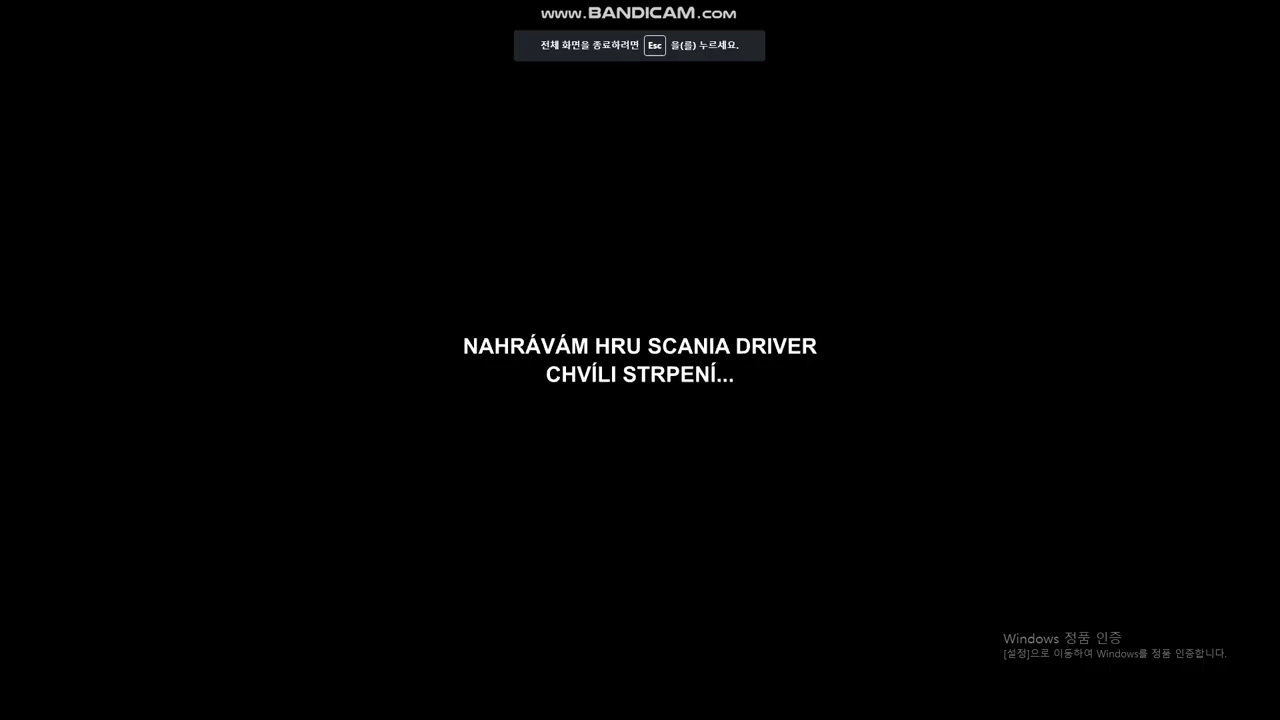 www.BANDICAM.com
전체 화면을 종료하려면 Esc 을(를) 누르세요.
NAHRÁVÁM HRU SCANIA DRIVER
CHVÍLI STRPENÍ...
Windows 정품 인증
[설정]으로 이동하여 Windows를 정품 인증합니다.